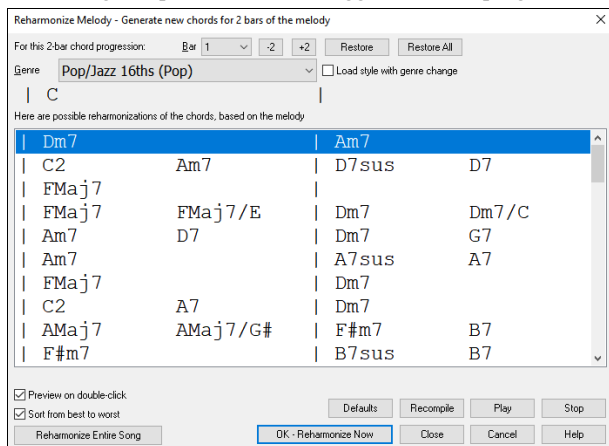 Reharmonize Melody - Generate new chords for 2 bars of the melody
For this 2-bar chord progression: Bar 1 -2 +2 Restore Restore All
Genre Pop/Jazz 16ths (Pop) Load style with genre change
| C |
Here are possible reharmonizations of the chords, based on the melody
| Dm7 | Am7
| C2 Am7 | D7sus D7
| FMaj7 |
| FMaj7 FMaj7/E | Dm7 Dm7/C
| Am7 D7 | Dm7 G7
| Am7 | A7sus A7
| FMaj7 | Dm7
| C2 A7 | Dm7
| AMaj7 AMaj7/G# | F#m7 B7
| F#m7 | B7sus B7
Preview on double-click
Sort from best to worst Defaults Recompile Play Stop
Reharmonize Entire Song OK - Reharmonize Now Close Cancel Help